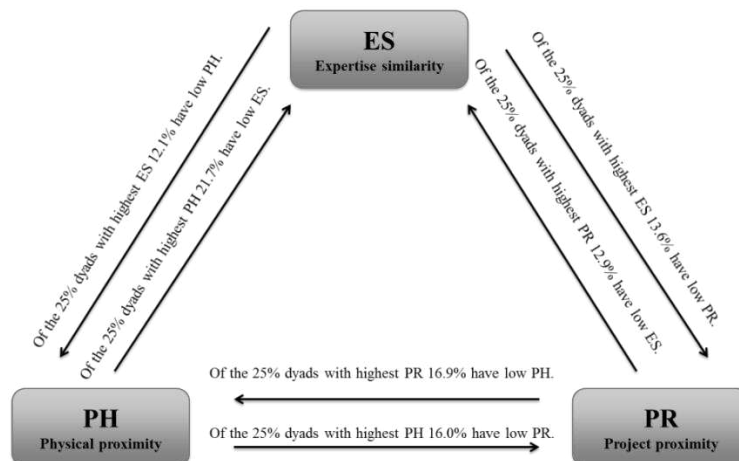 ES
Expertise similarity
Of the 25% dyads with highest ES 12.1% have low PH.
Of the 25% dyads with highest PH 21.7% have low ES.
Of the 25% dyads with highest ES 13.6% have low PR.
Of the 25% dyads with highest PR 12.9% have low ES.
Of the 25% dyads with highest PR 16.9% have low PH.
PH
Physical proximity
Of the 25% dyads with highest PH 16.0% have low PR.
PR
Project proximity